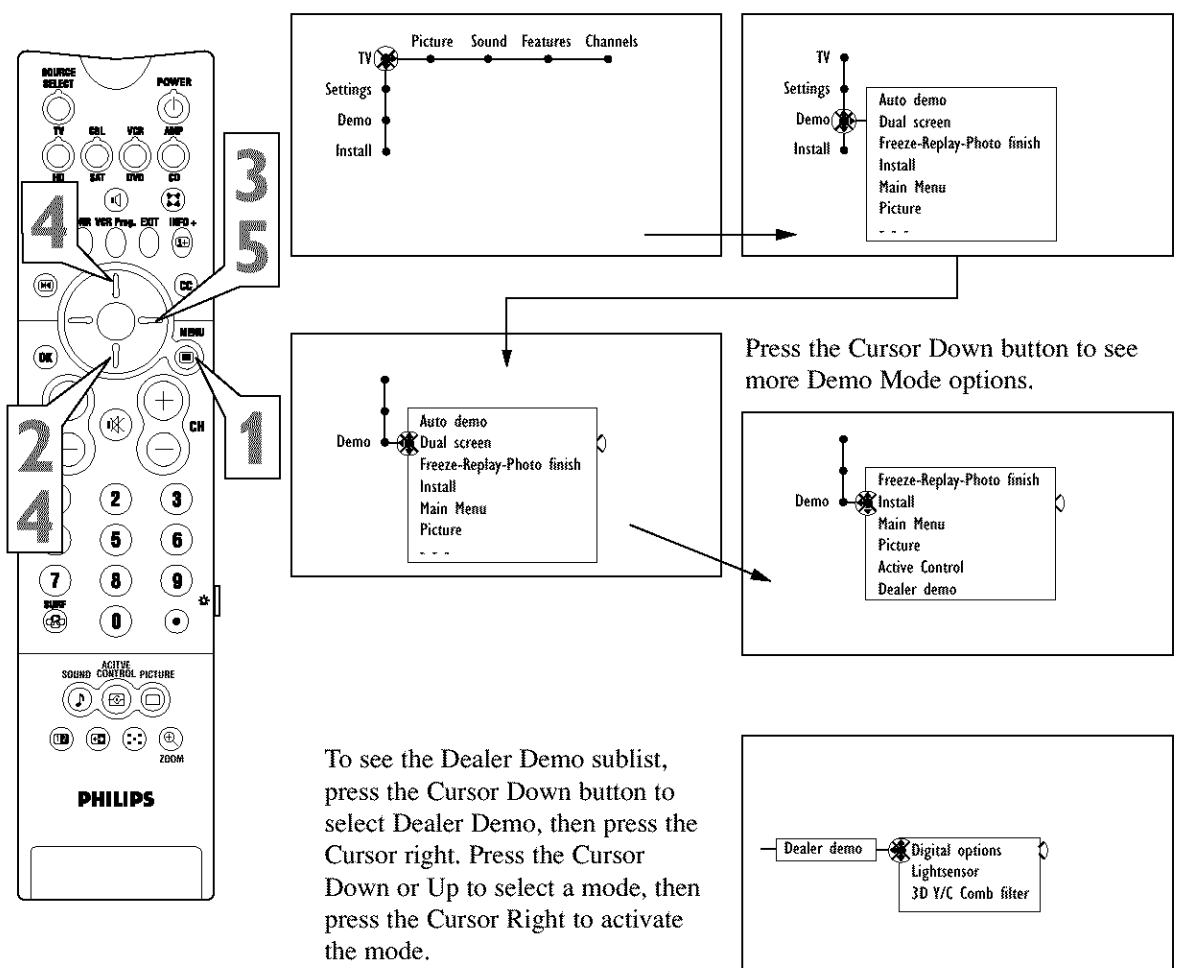 SOURCE
SELECT
POWER
TV CBL VCR AMP
HD SAT DVD CD
VCR Prog. EXIT INFO+
CC
MENU
OK
CH
2 3
5 6
7 8 9
SURF
0
SOUND ACITVE CONTROL PICTURE
ZOOM
PHILIPS
4
3
5
2
4
1
Picture Sound Features Channels
TV
Settings
Demo
Install
TV
Settings
Demo
Install
Auto demo
Dual screen
Freeze-Replay-Photo finish
Install
Main Menu
Picture
- - -
Demo
Auto demo
Dual screen
Freeze-Replay-Photo finish
Install
Main Menu
Picture
- - -
Press the Cursor Down button to see
more Demo Mode options.
Demo
Freeze-Replay-Photo finish
Install
Main Menu
Picture
Active Control
Dealer demo
To see the Dealer Demo sublist,
press the Cursor Down button to
select Dealer Demo, then press the
Cursor right. Press the Cursor
Down or Up to select a mode, then
press the Cursor Right to activate
the mode.
Dealer demo
Digital options
Lightsensor
3D Y/C Comb filter